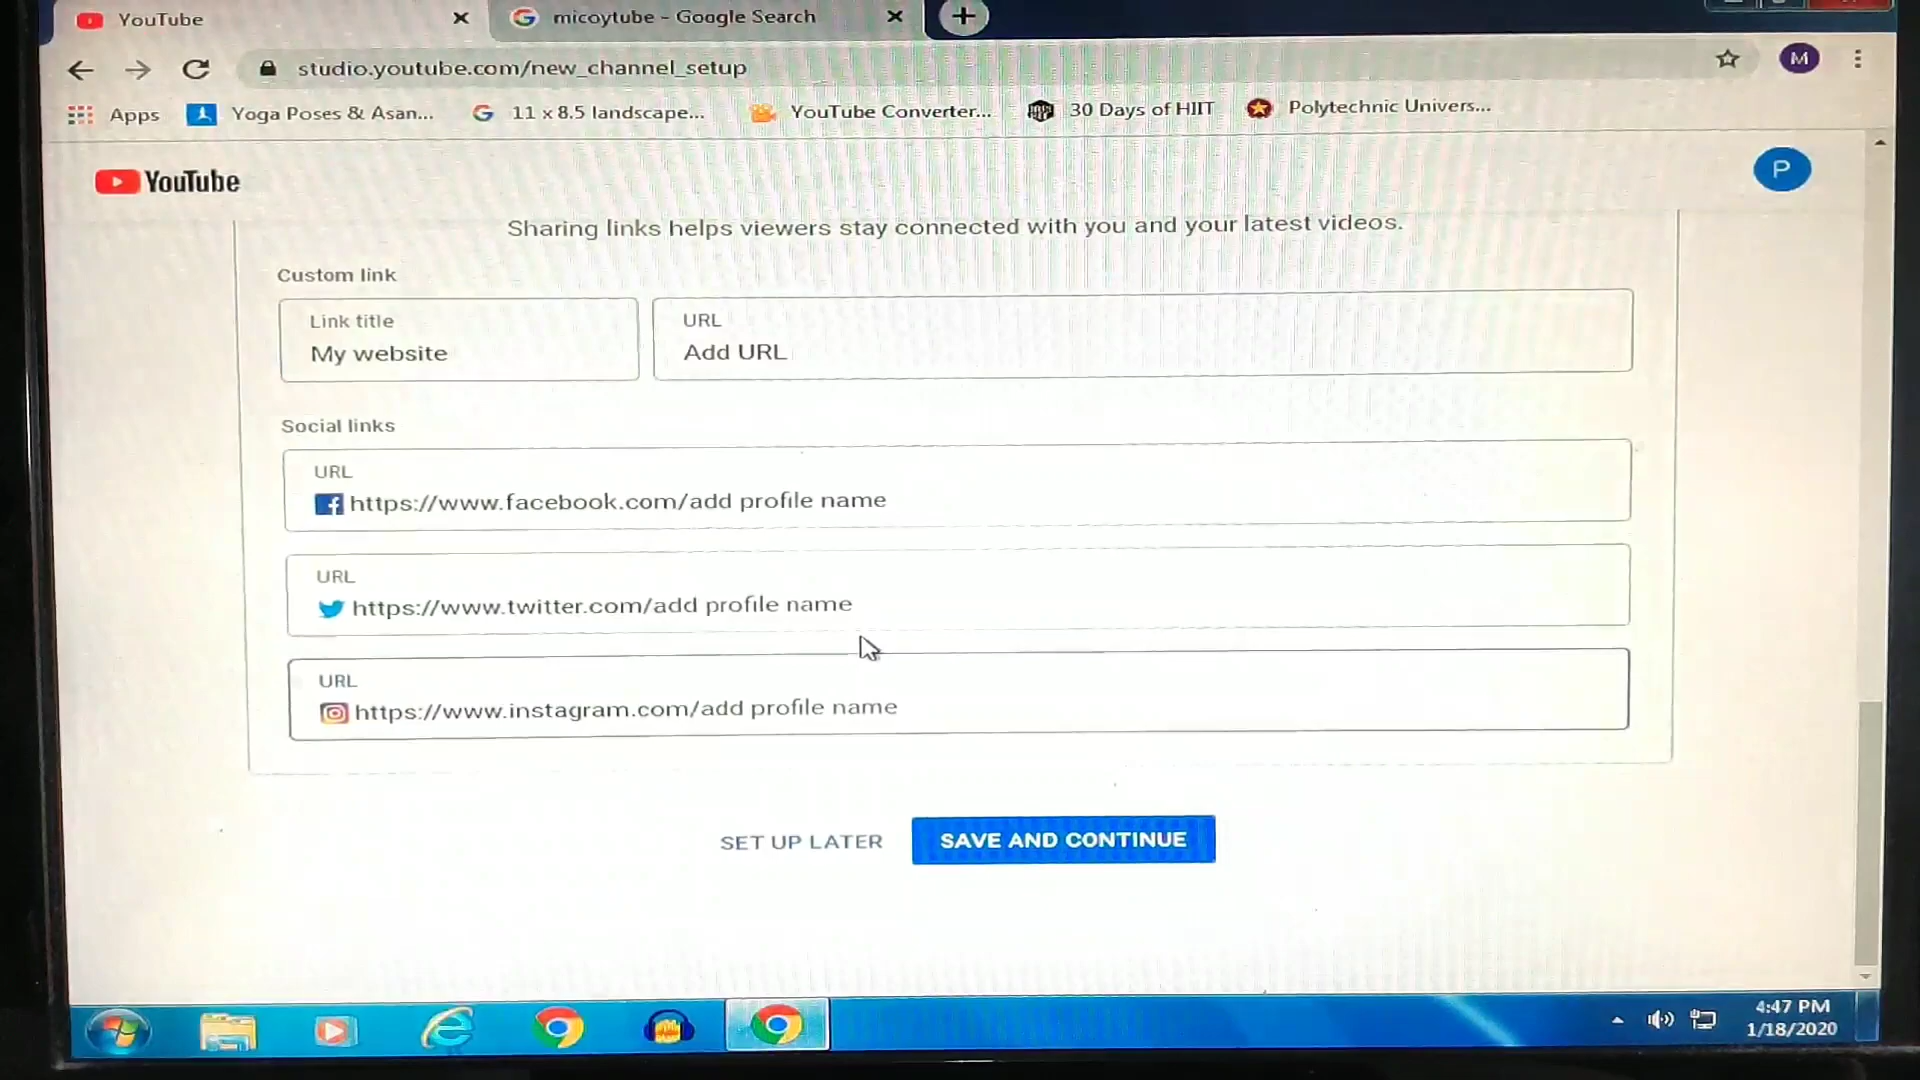 YouTube
micoytube - Google Search
studio.youtube.com/new_channel_setup
M
Apps
Yoga Poses & Asan...
11 x 8.5 landscape...
YouTube Converter...
30 Days of HIIT
Polytechnic Univers...
YouTube
P
Sharing links helps viewers stay connected with you and your latest videos.
Custom link
Link title
My website
URL
Add URL
Social links
URL
https://www.facebook.com/add profile name
URL
https://www.twitter.com/add profile name
URL
https://www.instagram.com/add profile name
SET UP LATER
SAVE AND CONTINUE
4:47 PM
1/18/2020